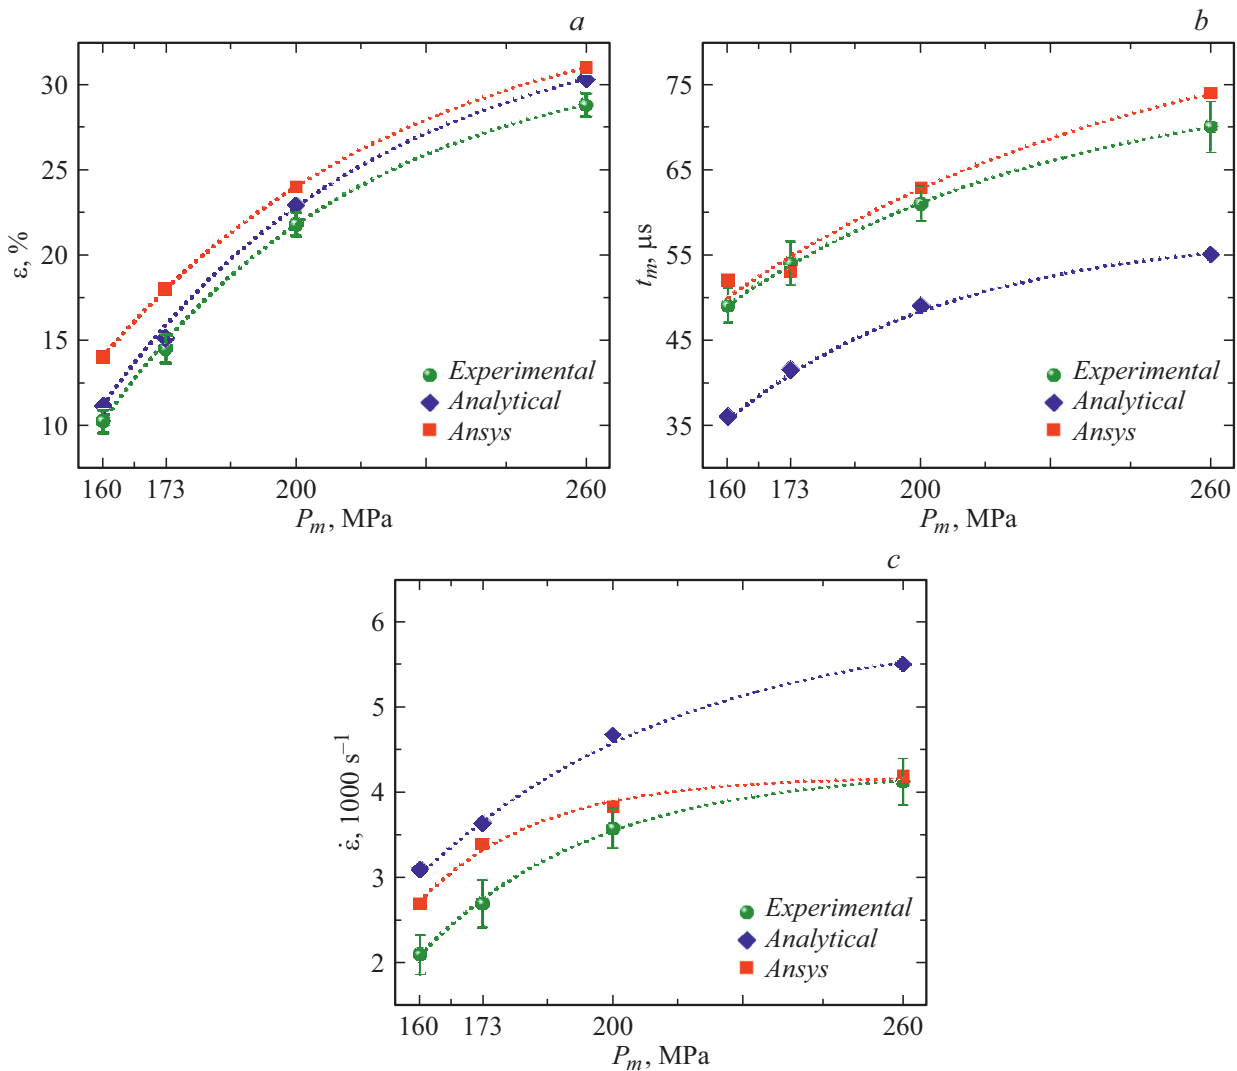 a
30
25
20
15
10
ε, %
Experimental
Analytical
Ansys
160 173 200 260
P_m, MPa
b
75
65
55
45
35
t_m, μs
Experimental
Analytical
Ansys
160 173 200 260
P_m, MPa
c
6
5
4
3
2
ε̇, 1000 s⁻¹
Experimental
Analytical
Ansys
160 173 200 260
P_m, MPa